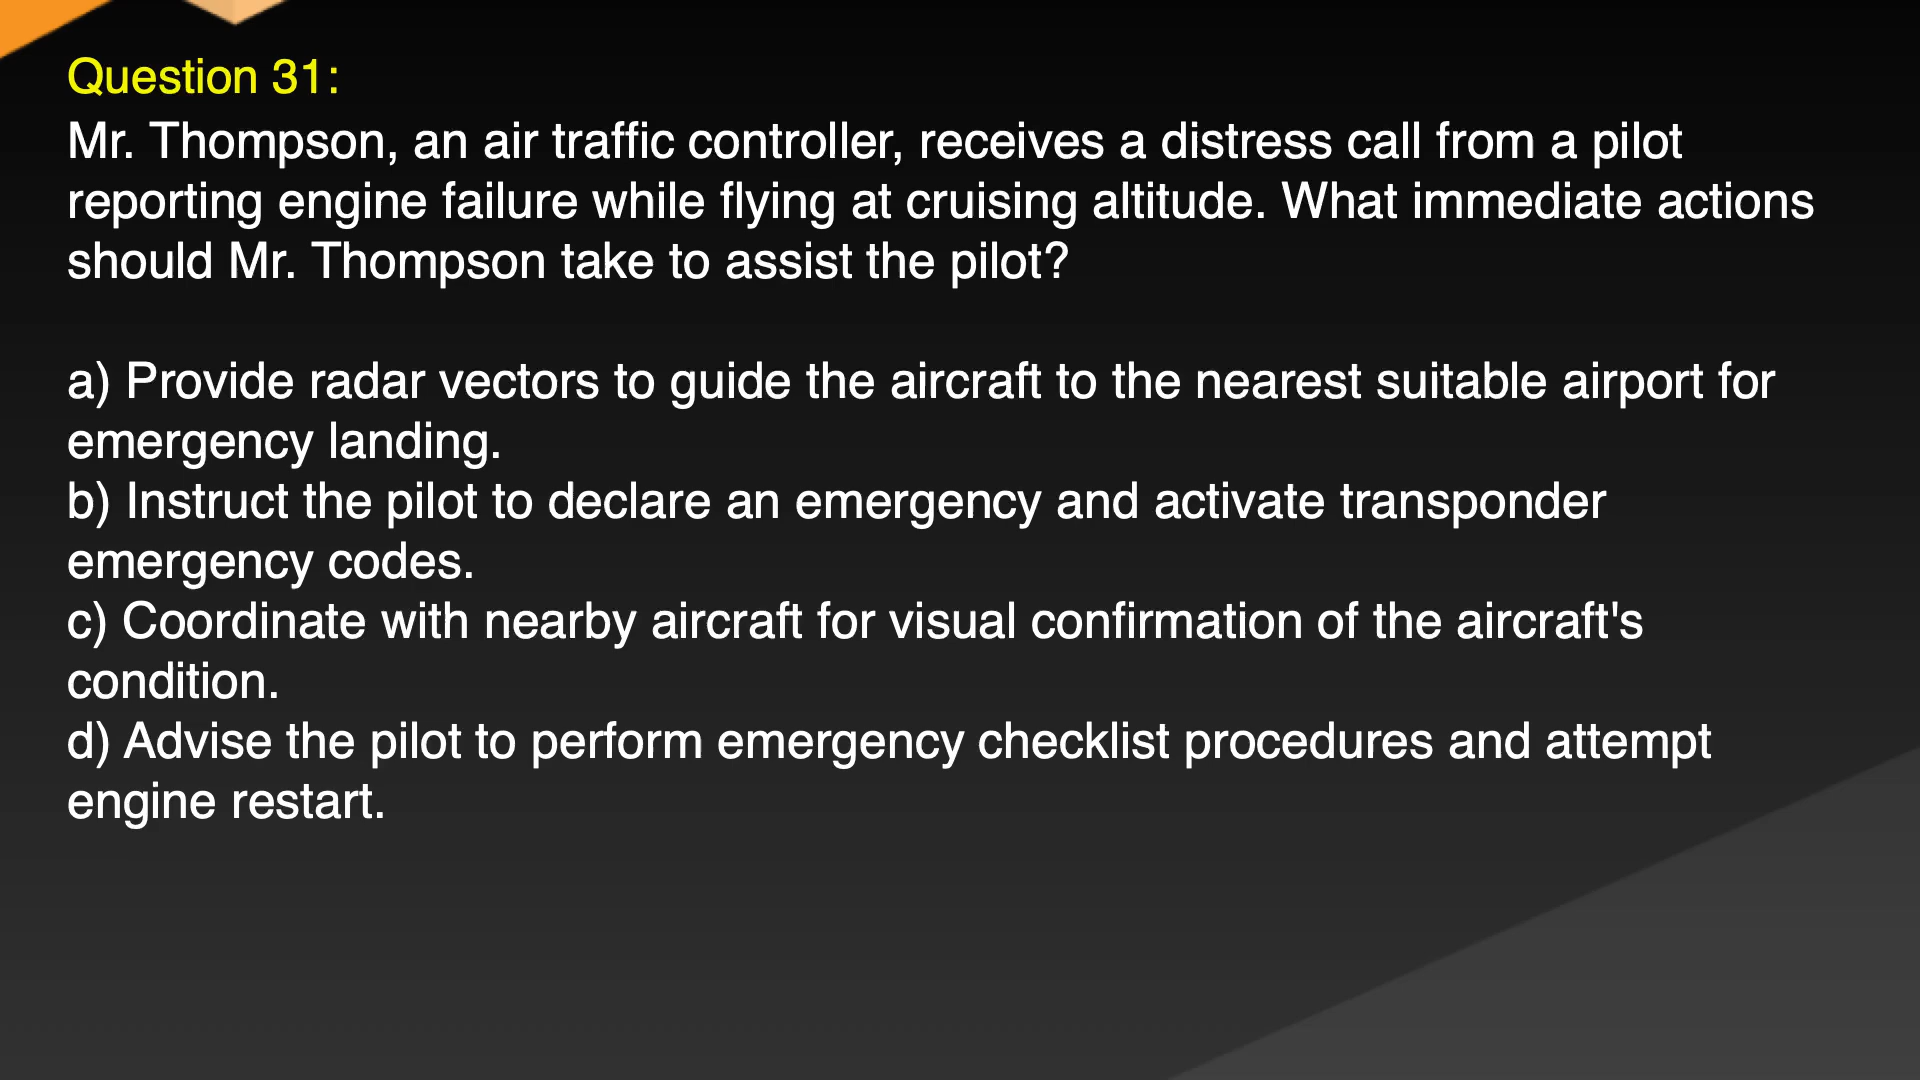 Question 31:
Mr. Thompson, an air traffic controller, receives a distress call from a pilot
reporting engine failure while flying at cruising altitude. What immediate actions
should Mr. Thompson take to assist the pilot?
a) Provide radar vectors to guide the aircraft to the nearest suitable airport for
emergency landing.
b) Instruct the pilot to declare an emergency and activate transponder
emergency codes.
c) Coordinate with nearby aircraft for visual confirmation of the aircraft's
condition.
d) Advise the pilot to perform emergency checklist procedures and attempt
engine restart.